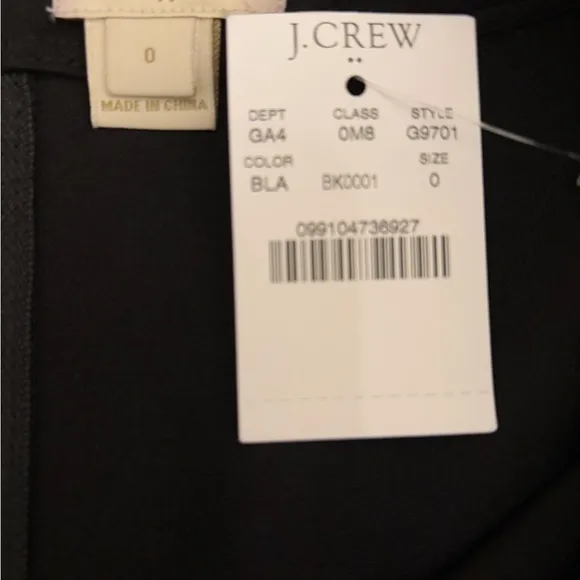 0
MADE IN CHINA
J.CREW
DEPT CLASS STYLE
GA4 0M8 G9701
COLOR SIZE
BLA BK0001 0
099104736927